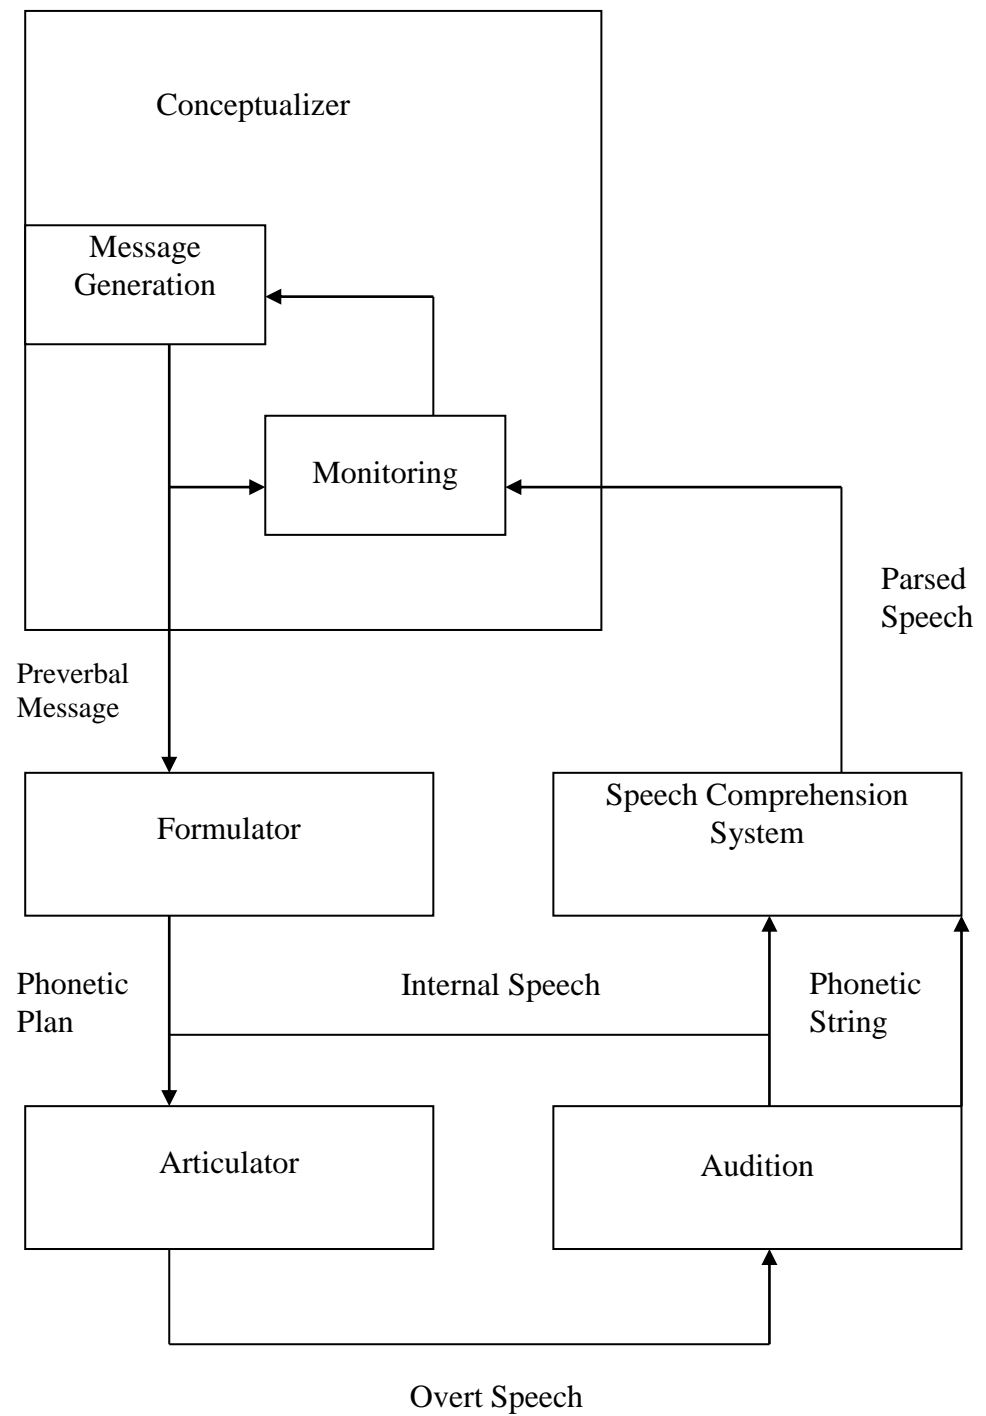 Conceptualizer
Message
Generation
Monitoring
Parsed
Speech
Preverbal
Message
Formulator
Speech Comprehension
System
Phonetic
Plan
Internal Speech
Phonetic
String
Articulator
Audition
Overt Speech